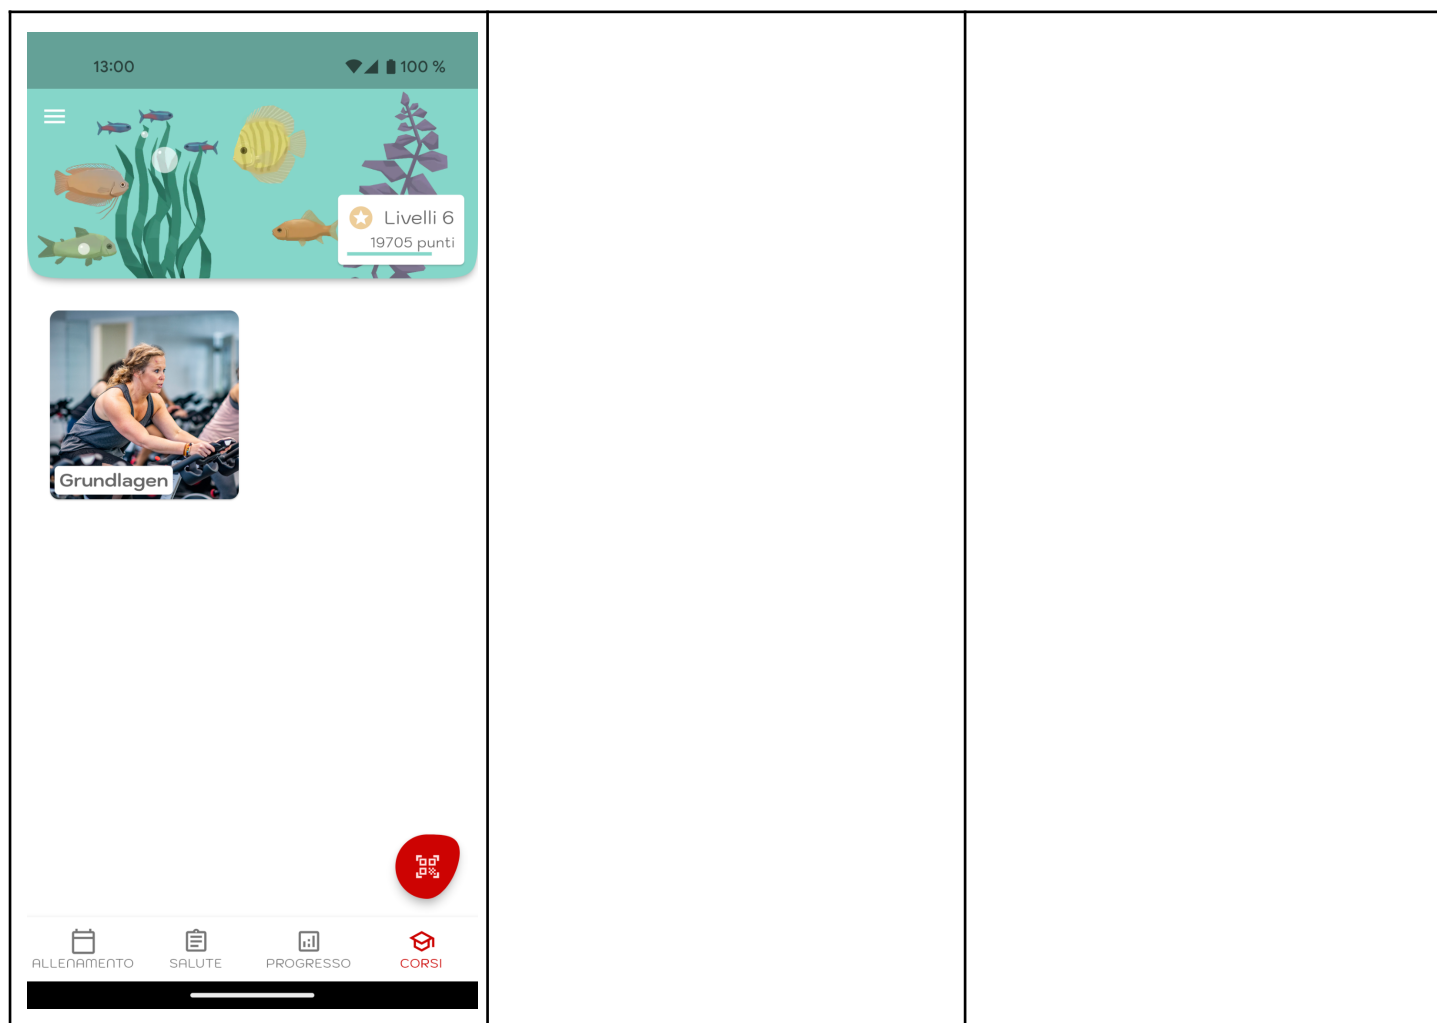 13:00
100 %
Livelli 6
19705 punti
Grundlagen
ALLENAMENTO
SALUTE
PROGRESSO
CORSI